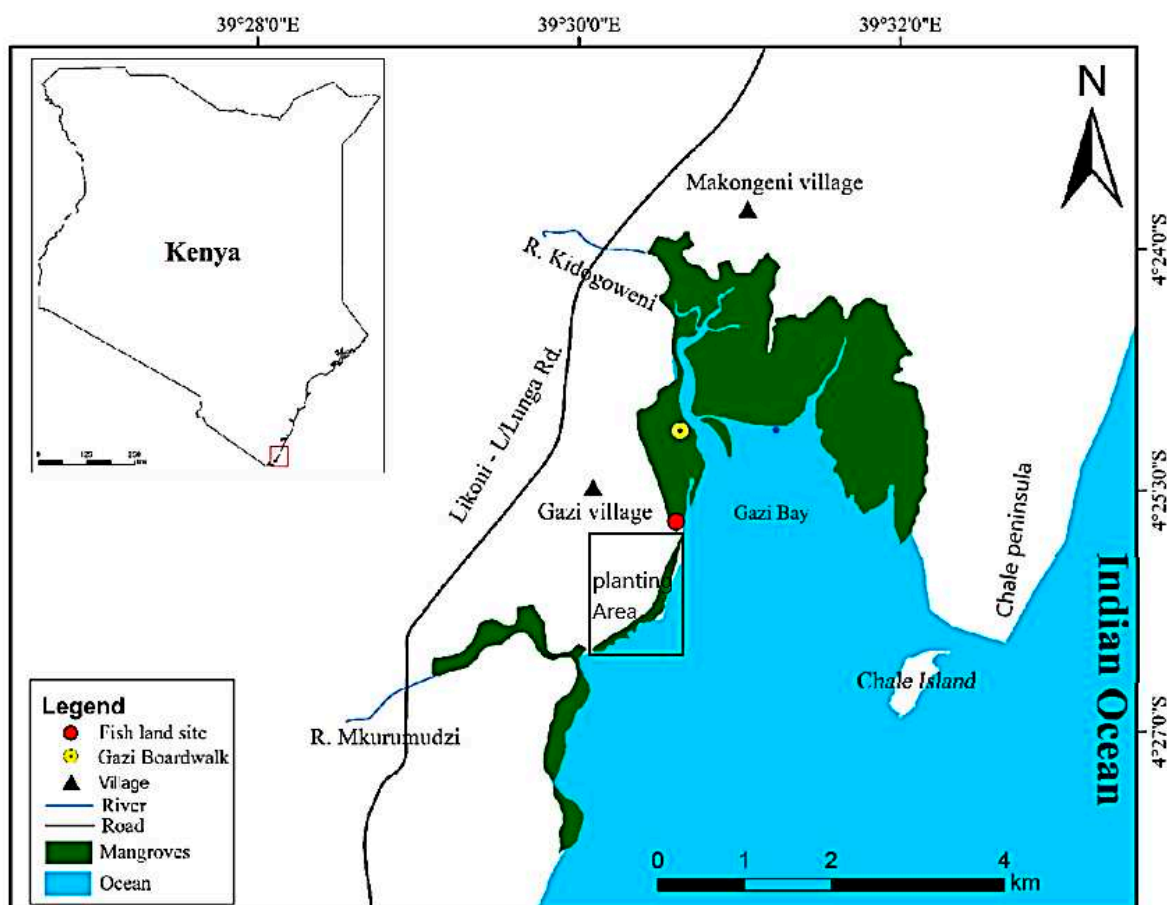 39°28'0"E
39°30'0"E
39°32'0"E
N
Kenya
Makongeni village
R. Kidogoweni
4°24'0"S
Likoni - L/Lunga Rd.
Gazi village
Gazi Bay
4°25'30"S
planting
Area
Chale peninsula
Indian Ocean
Chale Island
R. Mkurumudzi
4°27'0"S
Legend
Fish land site
Gazi Boardwalk
Village
River
Road
Mangroves
Ocean
0 1 2 4
km